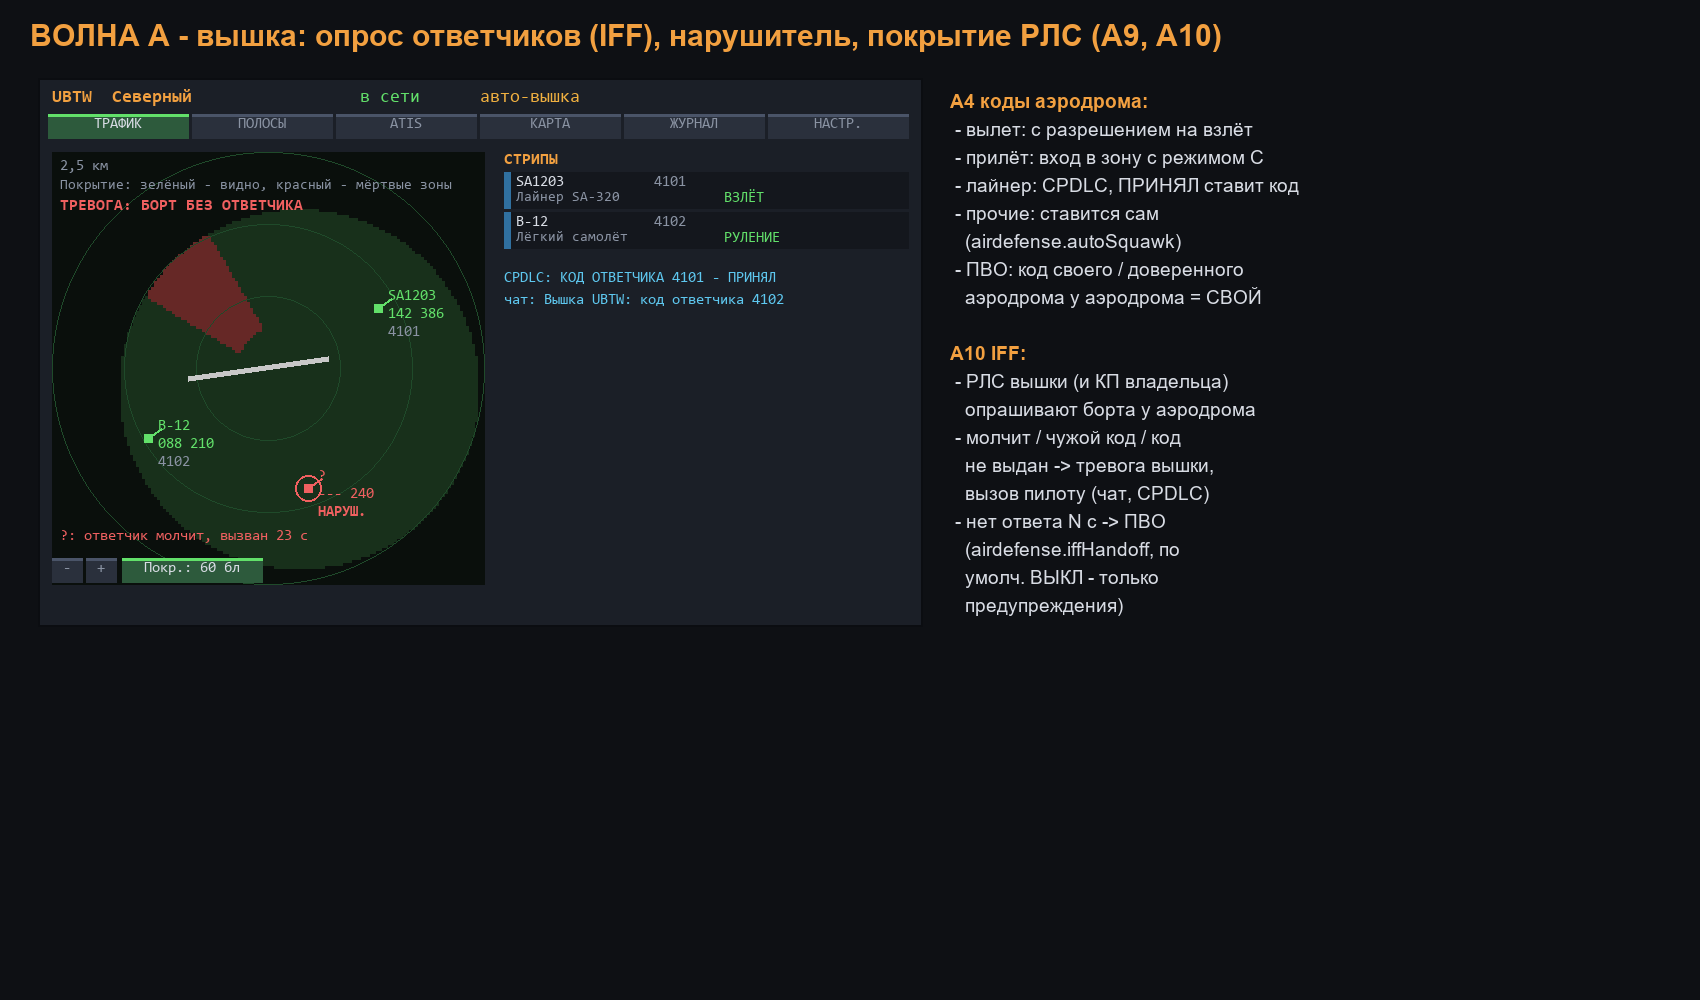 ВОЛНА А - вышка: опрос ответчиков (IFF), нарушитель, покрытие РЛС (А9, А10)
UBTW Северный в сети авто-вышка
ТРАФИК ПОЛОСЫ ATIS КАРТА ЖУРНАЛ НАСТР.
2,5 км
Покрытие: зелёный - видно, красный - мёртвые зоны
ТРЕВОГА: БОРТ БЕЗ ОТВЕТЧИКА
SA1203
142 386
4101
В-12
088 210
4102
?
--- 240
НАРУШ.
?: ответчик молчит, вызван 23 с
- + Покр.: 60 бл
СТРИПЫ
SA1203 4101
Лайнер SA-320 ВЗЛЁТ
В-12 4102
Лёгкий самолёт РУЛЕНИЕ
CPDLC: КОД ОТВЕТЧИКА 4101 - ПРИНЯЛ
чат: Вышка UBTW: код ответчика 4102
А4 коды аэродрома:
- вылет: с разрешением на взлёт
- прилёт: вход в зону с режимом С
- лайнер: CPDLC, ПРИНЯЛ ставит код
- прочие: ставится сам
(airdefense.autoSquawk)
- ПВО: код своего / доверенного
аэродрома у аэродрома = СВОЙ
А10 IFF:
- РЛС вышки (и КП владельца)
опрашивают борта у аэродрома
- молчит / чужой код / код
не выдан -> тревога вышки,
вызов пилоту (чат, CPDLC)
- нет ответа N с -> ПВО
(airdefense.iffHandoff, по
умолч. ВЫКЛ - только
предупреждения)